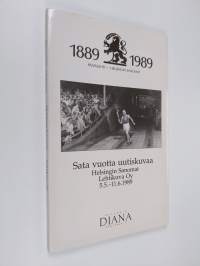 1889 1989
Sata vuotta uutiskuvaa
Helsingin Sanomat
Lehtikuva Oy
5.5.–11.6.1989
DIANA